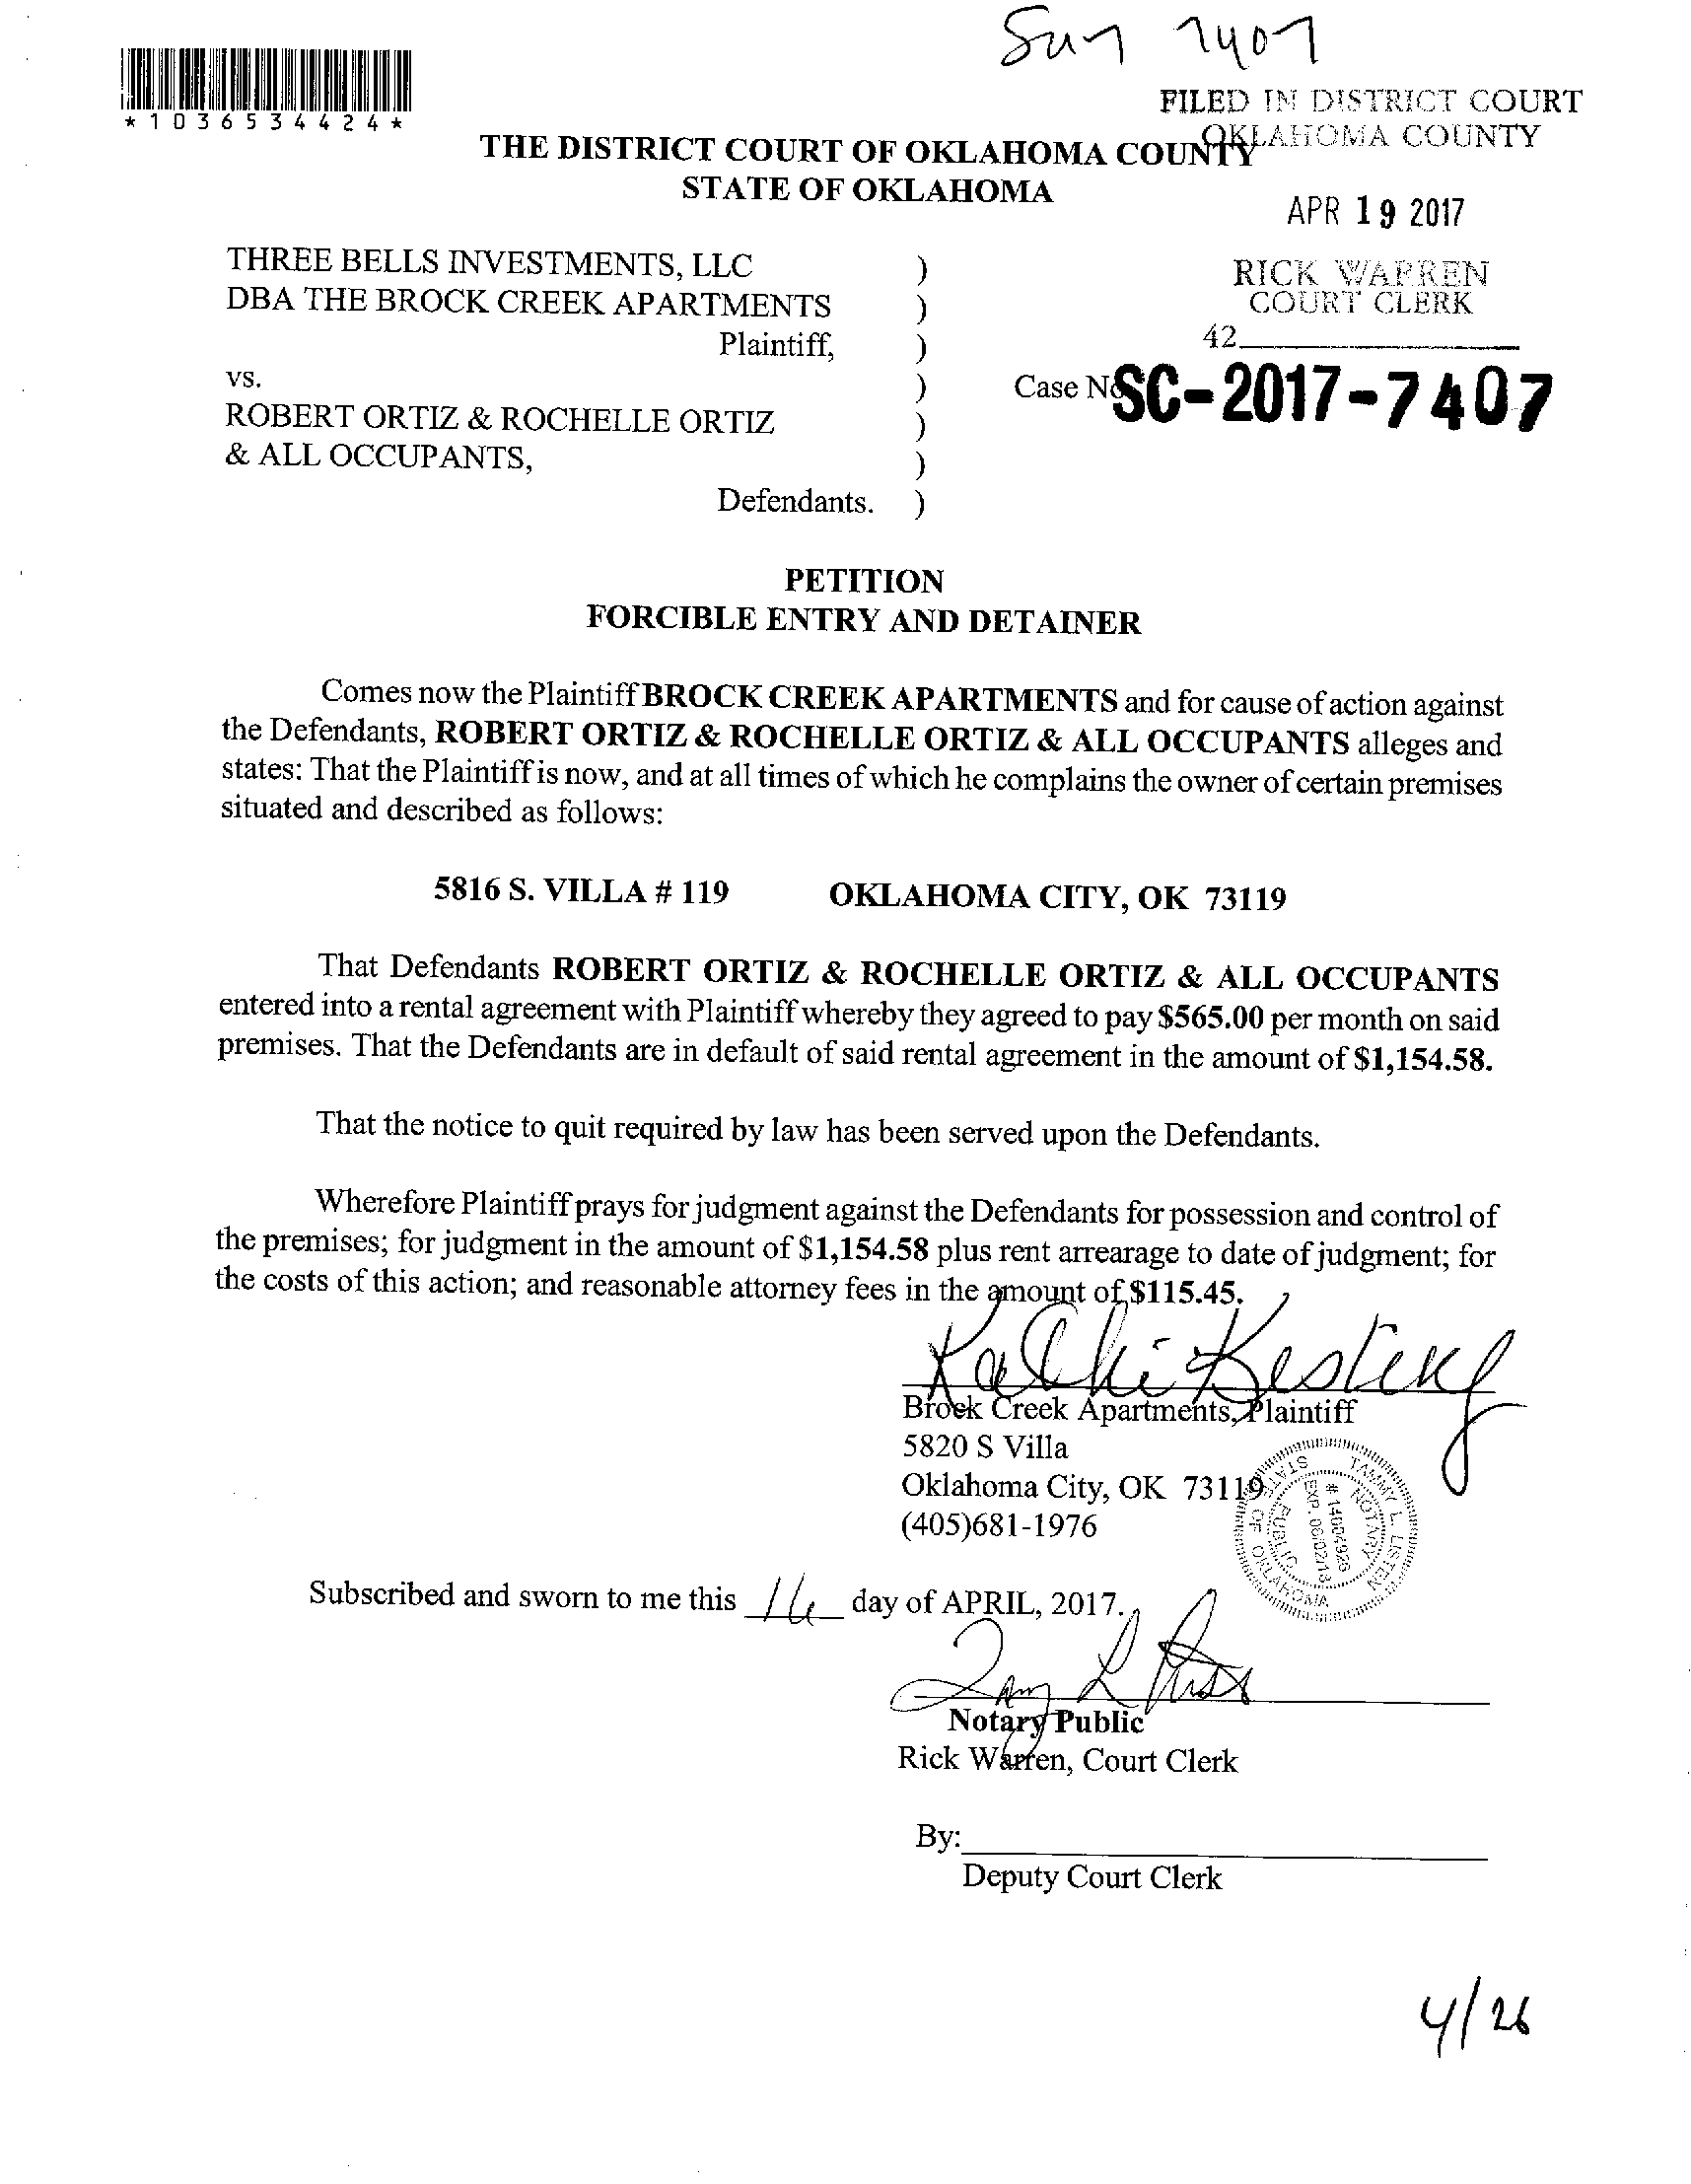 7407
FILED IN DISTRICT COURT
OKLAHOMA COUNTY
*1036534424*
THE DISTRICT COURT OF OKLAHOMA COUNTY
STATE OF OKLAHOMA
APR 19 2017
RICK WARREN
COURT CLERK
42
THREE BELLS INVESTMENTS, LLC )
DBA THE BROCK CREEK APARTMENTS )
Plaintiff, )
vs. )
Case No SC-2017-7407
ROBERT ORTIZ & ROCHELLE ORTIZ )
& ALL OCCUPANTS, )
Defendants. )
PETITION
FORCIBLE ENTRY AND DETAINER
Comes now the Plaintiff BROCK CREEK APARTMENTS and for cause of action against
the Defendants, ROBERT ORTIZ & ROCHELLE ORTIZ & ALL OCCUPANTS alleges and
states: That the Plaintiff is now, and at all times of which he complains the owner of certain premises
situated and described as follows:
5816 S. VILLA # 119 OKLAHOMA CITY, OK 73119
That Defendants ROBERT ORTIZ & ROCHELLE ORTIZ & ALL OCCUPANTS
entered into a rental agreement with Plaintiff whereby they agreed to pay $565.00 per month on said
premises. That the Defendants are in default of said rental agreement in the amount of $1,154.58.
That the notice to quit required by law has been served upon the Defendants.
Wherefore Plaintiff prays for judgment against the Defendants for possession and control of
the premises; for judgment in the amount of $1,154.58 plus rent arrearage to date of judgment; for
the costs of this action; and reasonable attorney fees in the amount of $115.45.
Kathi Kesting
Brock Creek Apartments, Plaintiff
5820 S Villa
Oklahoma City, OK 73119
(405)681-1976
TAMMY L. LISTEN
NOTARY PUBLIC
STATE OF OKLAHOMA
# 14004928
EXP. 06/02/18
Subscribed and sworn to me this day of APRIL, 2017.
Notary Public
Rick Warren, Court Clerk
By:
Deputy Court Clerk
4/26